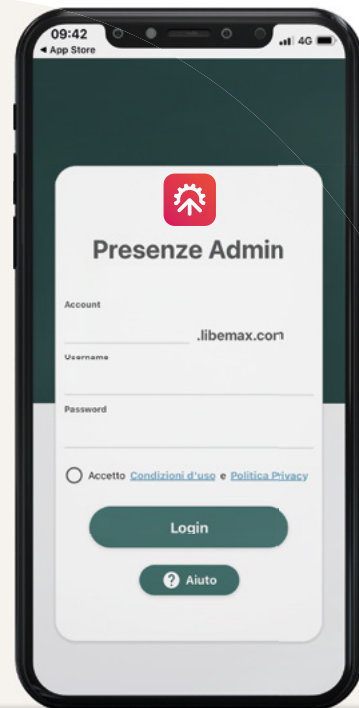 09:42
4G
◀ App Store
Presenze Admin
Account
.libemax.com
Username
Password
Accetto Condizioni d'uso e Politica Privacy
Login
? Aiuto